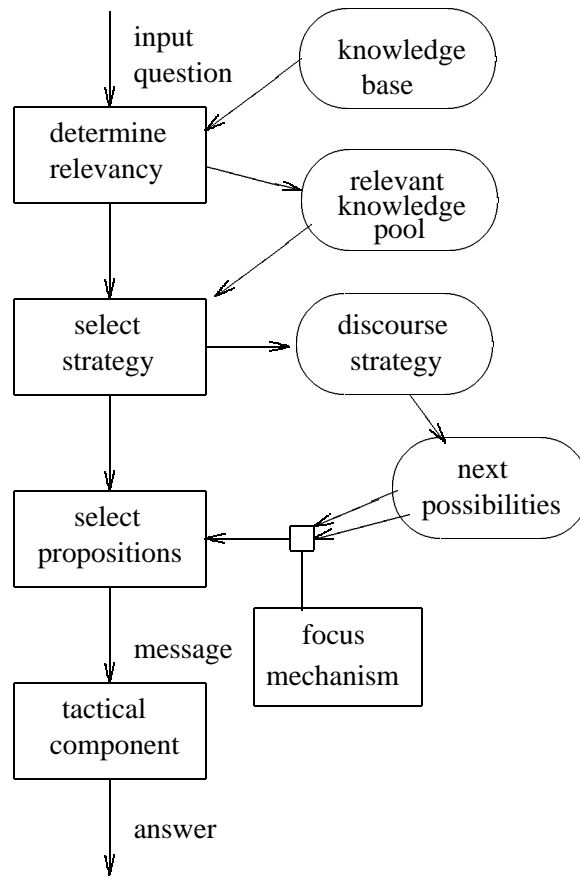 input
question
knowledge
base
determine
relevancy
relevant
knowledge
pool
select
strategy
discourse
strategy
next
possibilities
select
propositions
focus
mechanism
message
tactical
component
answer